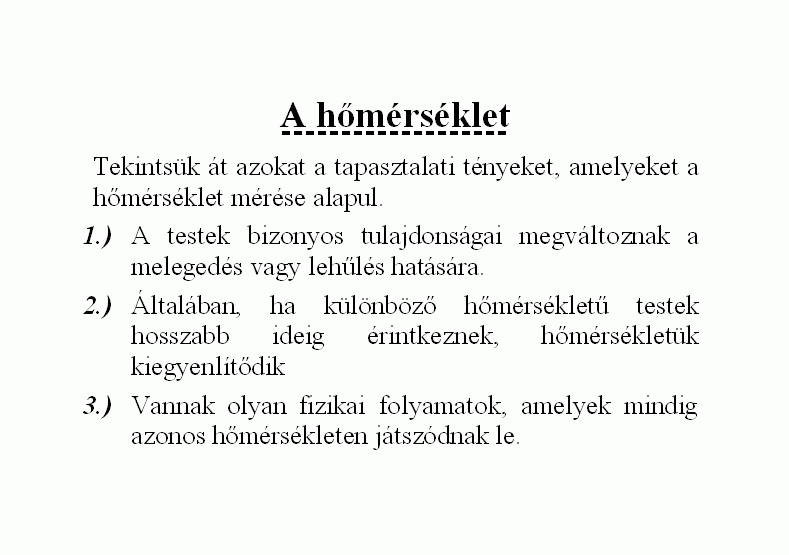 A hőmérséklet
Tekintsük át azokat a tapasztalati tényeket, amelyeket a
hőmérséklet mérése alapul.
1.) A testek bizonyos tulajdonságai megváltoznak a
melegedés vagy lehűlés hatására.
2.) Általában, ha különböző hőmérsékletű testek
hosszabb ideig érintkeznek, hőmérsékletük
kiegyenlítődik
3.) Vannak olyan fizikai folyamatok, amelyek mindig
azonos hőmérsékleten játszódnak le.